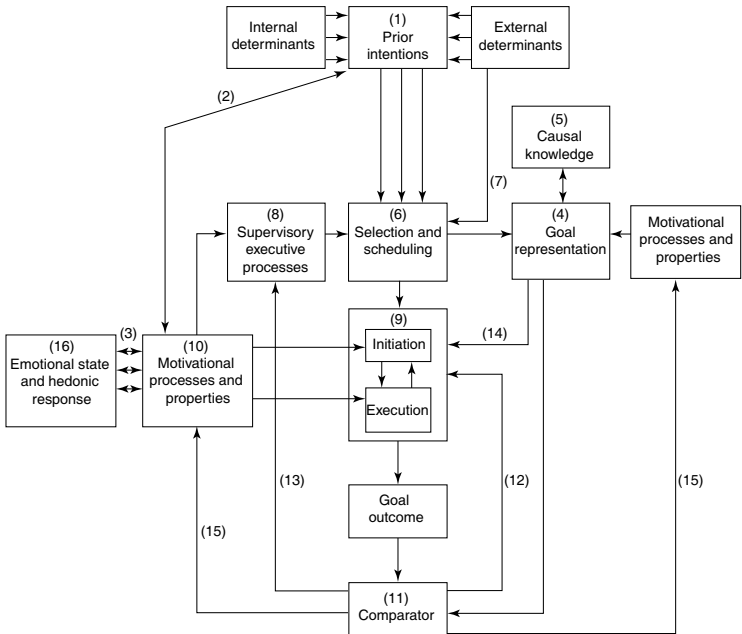 Internal
determinants
(1)
Prior
intentions
External
determinants
(2)
(5)
Causal
knowledge
(7)
(8)
Supervisory
executive
processes
(6)
Selection and
scheduling
(4)
Goal
representation
Motivational
processes and
properties
(16)
Emotional state
and hedonic
response
(3)
(10)
Motivational
processes and
properties
(9)
Initiation
Execution
(14)
(13)
(12)
(15)
Goal
outcome
(15)
(11)
Comparator